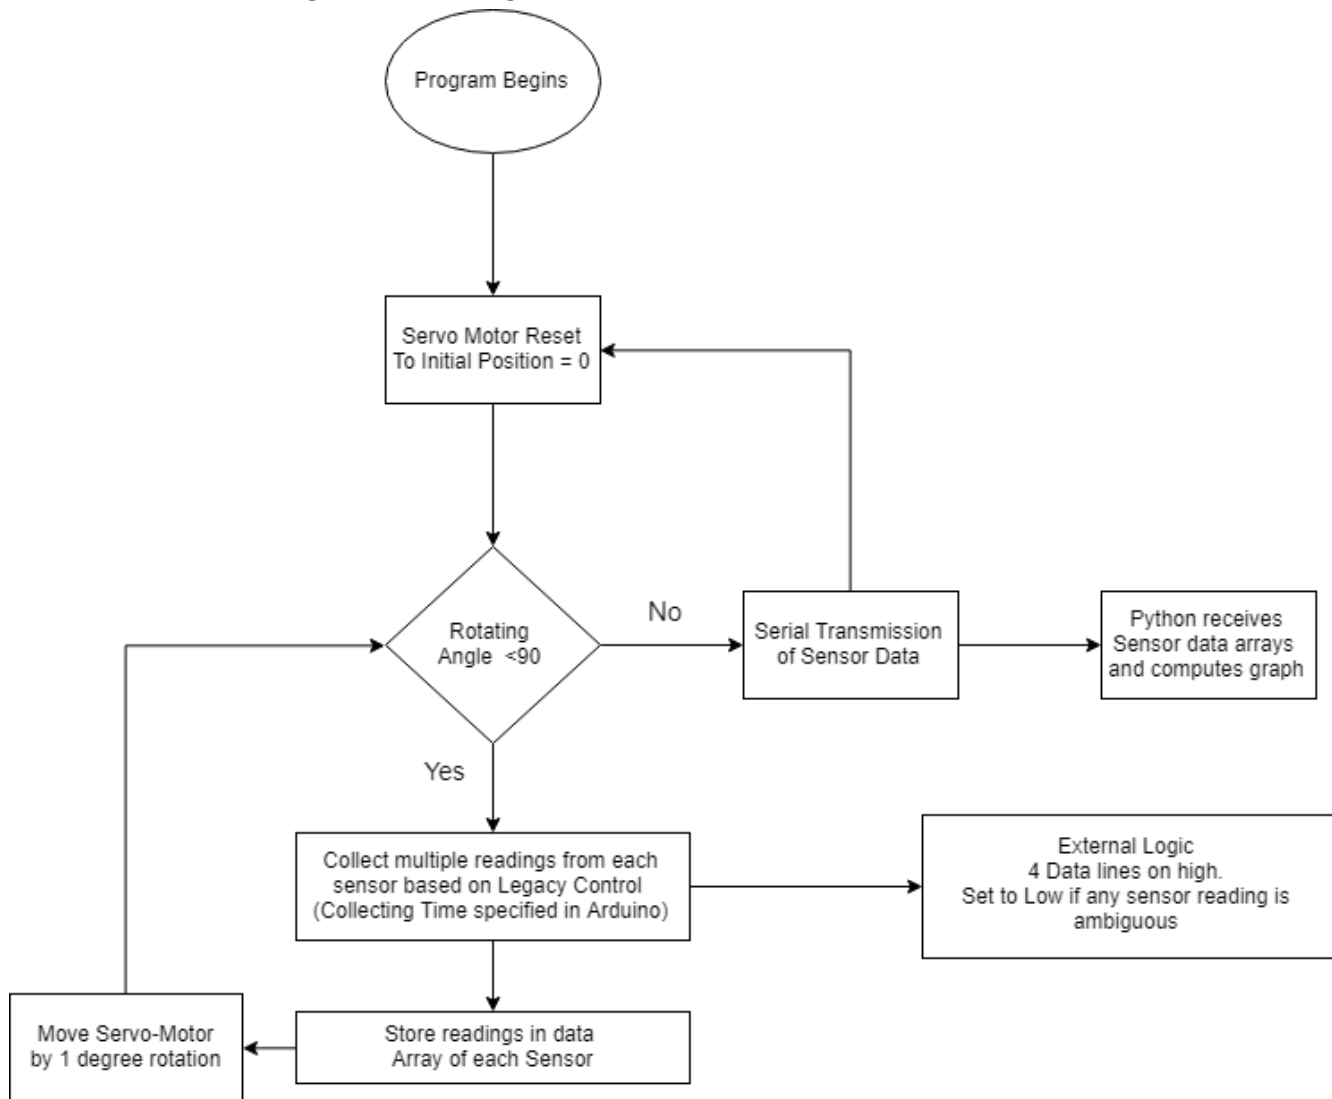 Program Begins
Servo Motor Reset
To Initial Position = 0
Rotating
Angle <90
No
Serial Transmission
of Sensor Data
Python receives
Sensor data arrays
and computes graph
Yes
Collect multiple readings from each
sensor based on Legacy Control
(Collecting Time specified in Arduino)
External Logic
4 Data lines on high.
Set to Low if any sensor reading is
ambiguous
Store readings in data
Array of each Sensor
Move Servo-Motor
by 1 degree rotation